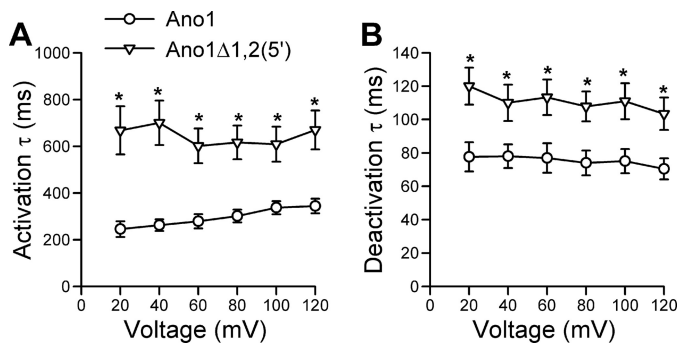 A
Ano1
Ano1Δ1,2(5')
B
Activation τ (ms)
1000
800
600
400
200
0
* * * * * *
0 20 40 60 80 100 120
Voltage (mV)
Deactivation τ (ms)
140
120
100
80
60
40
20
0
* * * * * *
0 20 40 60 80 100 120
Voltage (mV)